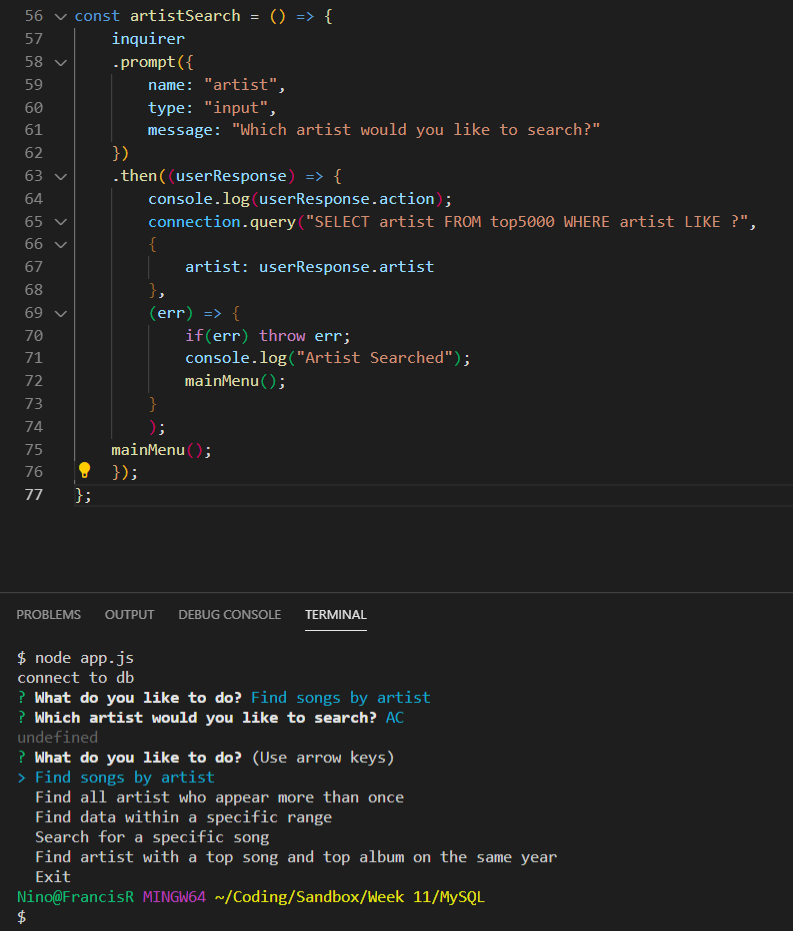 56 const artistSearch = () => {
57     inquirer
58     .prompt({
59         name: "artist",
60         type: "input",
61         message: "Which artist would you like to search?"
62     })
63     .then((userResponse) => {
64         console.log(userResponse.action);
65         connection.query("SELECT artist FROM top5000 WHERE artist LIKE ?",
66         {
67             artist: userResponse.artist
68         },
69         (err) => {
70             if(err) throw err;
71             console.log("Artist Searched");
72             mainMenu();
73         }
74         );
75     mainMenu();
76     });
77 };
PROBLEMS OUTPUT DEBUG CONSOLE TERMINAL
$ node app.js
connect to db
? What do you like to do? Find songs by artist
? Which artist would you like to search? AC
undefined
? What do you like to do? (Use arrow keys)
> Find songs by artist
  Find all artist who appear more than once
  Find data within a specific range
  Search for a specific song
  Find artist with a top song and top album on the same year
  Exit
Nino@FrancisR MINGW64 ~/Coding/Sandbox/Week 11/MySQL
$